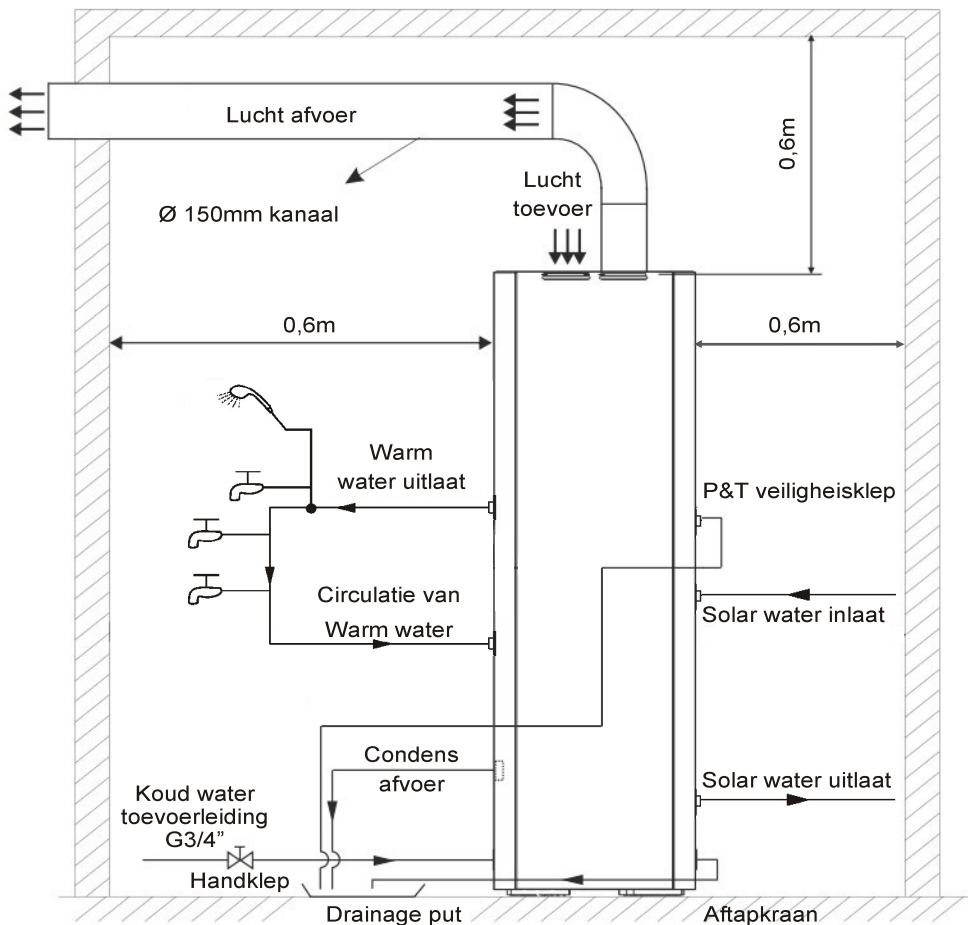 Lucht afvoer
0,6m
Lucht
toevoer
Ø 150mm kanaal
0,6m
0,6m
Warm
water uitlaat
P&T veiligheisklep
Circulatie van
Warm water
Solar water inlaat
Condens
afvoer
Solar water uitlaat
Koud water
toevoerleiding
G3/4”
Handklep
Drainage put
Aftapkraan